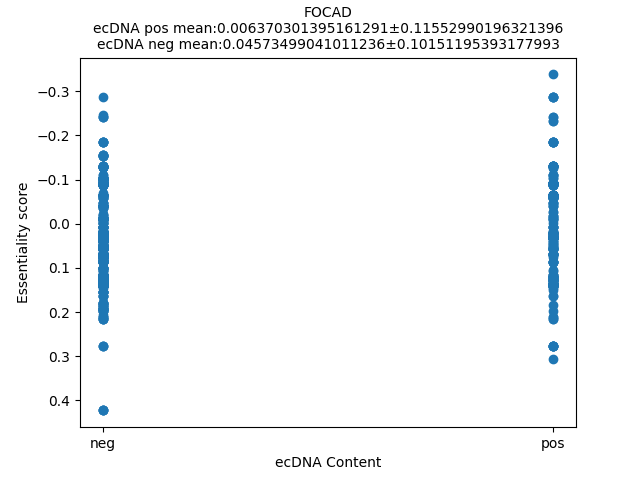 FOCAD
ecDNA pos mean:0.006370301395161291±0.11552990196321396
ecDNA neg mean:0.04573499041011236±0.10151195393177993
−0.3
−0.2
−0.1
0.0
0.1
0.2
0.3
0.4
Essentiality score
neg
pos
ecDNA Content